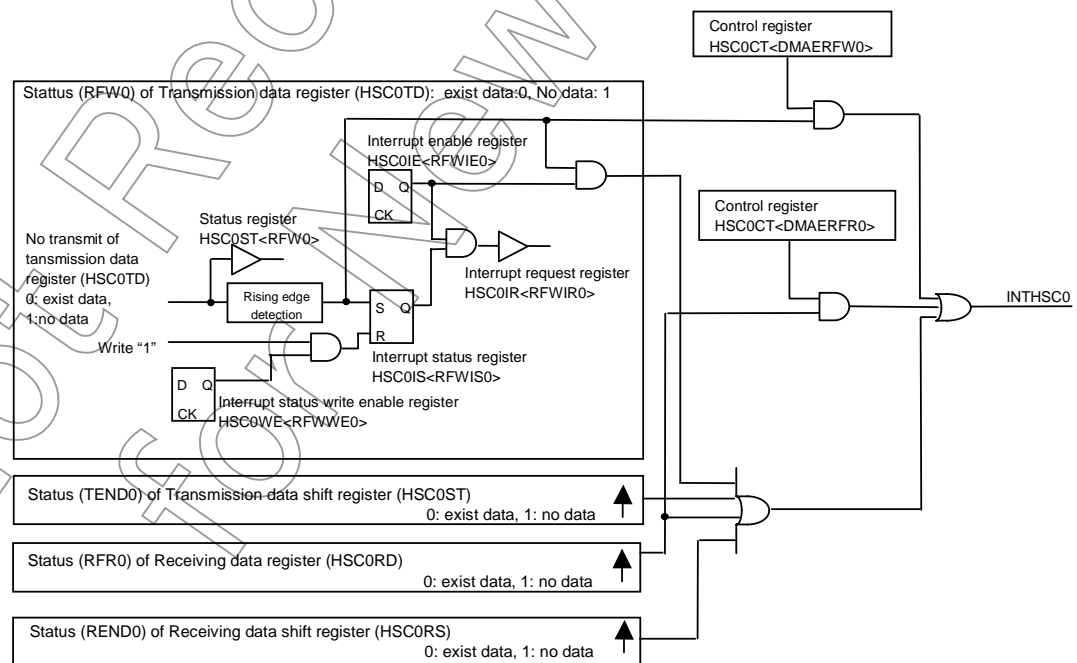 Control register
HSC0CT<DMAERFW0>
Stattus (RFW0) of Transmission data register (HSC0TD): exist data:0, No data: 1
Interrupt enable register
HSC0IE<RFWIE0>
D Q
CK
Control register
HSC0CT<DMAERFR0>
Status register
HSC0ST<RFW0>
No transmit of
tansmission data
register (HSC0TD)
0: exist data,
1:no data
Interrupt request register
HSC0IR<RFWIR0>
Rising edge
detection
S Q
R
INTHSC0
Write “1”
Interrupt status register
HSC0IS<RFWIS0>
D Q
CK
Interrupt status write enable register
HSC0WE<RFWWE0>
Status (TEND0) of Transmission data shift register (HSC0ST)
0: exist data, 1: no data
Status (RFR0) of Receiving data register (HSC0RD)
0: exist data, 1: no data
Status (REND0) of Receiving data shift register (HSC0RS)
0: exist data, 1: no data
for New